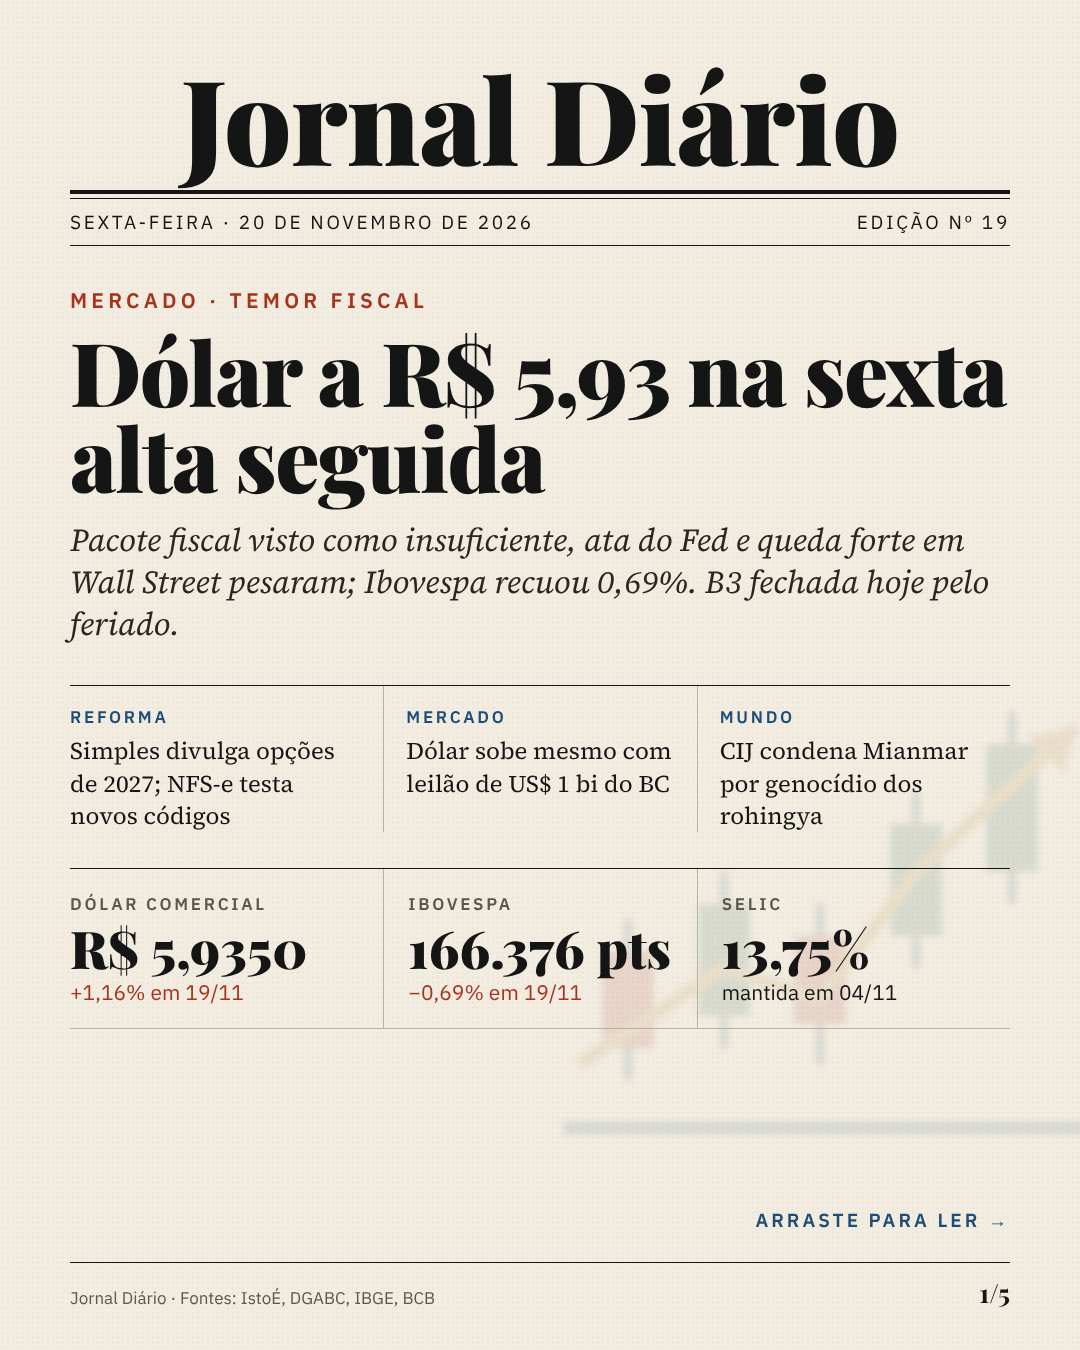 Jornal Diário
SEXTA-FEIRA · 20 DE NOVEMBRO DE 2026
EDIÇÃO Nº 19
MERCADO · TEMOR FISCAL
Dólar a R$ 5,93 na sexta
alta seguida
Pacote fiscal visto como insuficiente, ata do Fed e queda forte em
Wall Street pesaram; Ibovespa recuou 0,69%. B3 fechada hoje pelo
feriado.
REFORMA
Simples divulga opções
de 2027; NFS-e testa
novos códigos
MERCADO
Dólar sobe mesmo com
leilão de US$ 1 bi do BC
MUNDO
CIJ condena Mianmar
por genocídio dos
rohingya
DÓLAR COMERCIAL
R$ 5,9350
+1,16% em 19/11
IBOVESPA
166.376 pts
−0,69% em 19/11
SELIC
13,75%
mantida em 04/11
ARRASTE PARA LER →
Jornal Diário · Fontes: IstoÉ, DGABC, IBGE, BCB
1/5